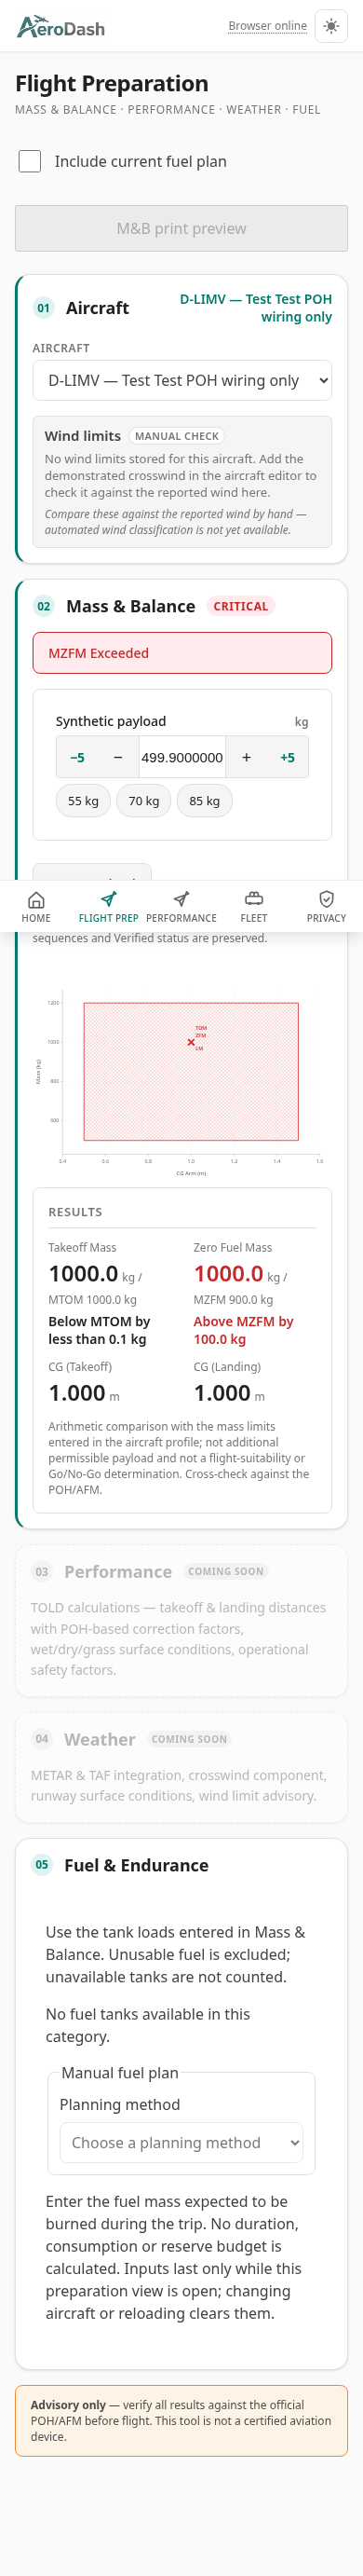 AeroDash
Browser online
Flight Preparation
MASS & BALANCE · PERFORMANCE · WEATHER · FUEL
Include current fuel plan
M&B print preview
01 Aircraft
D-LIMV — Test Test POH
wiring only
AIRCRAFT
D-LIMV — Test Test POH wiring only
Wind limits MANUAL CHECK
No wind limits stored for this aircraft. Add the
demonstrated crosswind in the aircraft editor to
check it against the reported wind here.
Compare these against the reported wind by hand —
automated wind classification is not yet available.
02 Mass & Balance CRITICAL
MZFM Exceeded
Synthetic payload kg
−5 − 499.9000000 + +5
55 kg 70 kg 85 kg
HOME FLIGHT PREP PERFORMANCE FLEET PRIVACY
sequences and Verified status are preserved.
1200
1000
800
600
Mass (kg)
TOM
ZFM
LM
0.4 0.6 0.8 1.0 1.2 1.4 1.6
CG Arm (m)
RESULTS
Takeoff Mass
1000.0 kg /
MTOM 1000.0 kg
Below MTOM by
less than 0.1 kg
Zero Fuel Mass
1000.0 kg /
MZFM 900.0 kg
Above MZFM by
100.0 kg
CG (Takeoff)
1.000 m
CG (Landing)
1.000 m
Arithmetic comparison with the mass limits
entered in the aircraft profile; not additional
permissible payload and not a flight-suitability or
Go/No-Go determination. Cross-check against the
POH/AFM.
03 Performance COMING SOON
TOLD calculations — takeoff & landing distances
with POH-based correction factors,
wet/dry/grass surface conditions, operational
safety factors.
04 Weather COMING SOON
METAR & TAF integration, crosswind component,
runway surface conditions, wind limit advisory.
05 Fuel & Endurance
Use the tank loads entered in Mass &
Balance. Unusable fuel is excluded;
unavailable tanks are not counted.
No fuel tanks available in this
category.
Manual fuel plan
Planning method
Choose a planning method
Enter the fuel mass expected to be
burned during the trip. No duration,
consumption or reserve budget is
calculated. Inputs last only while this
preparation view is open; changing
aircraft or reloading clears them.
Advisory only — verify all results against the official
POH/AFM before flight. This tool is not a certified aviation
device.